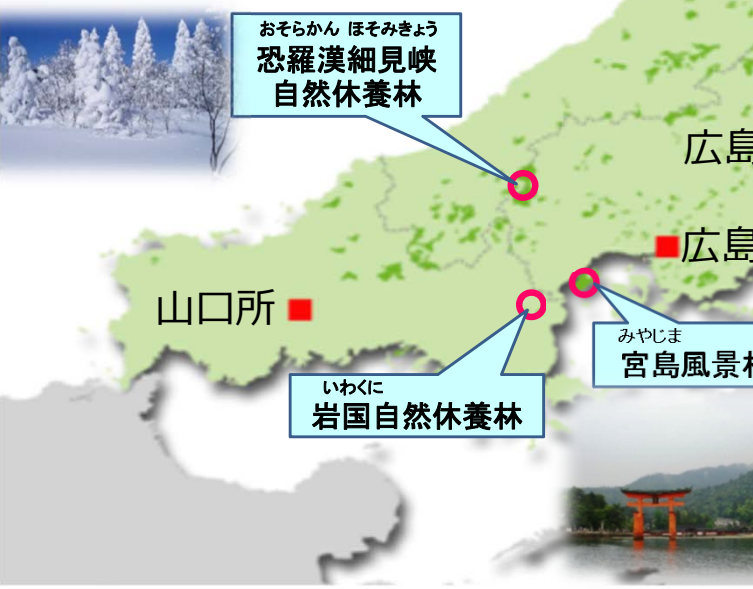 おそらかん ほそみきょう
恐羅漢細見峡
自然休養林
広島
広島
山口所
みやじま
宮島風景
いわくに
岩国自然休養林